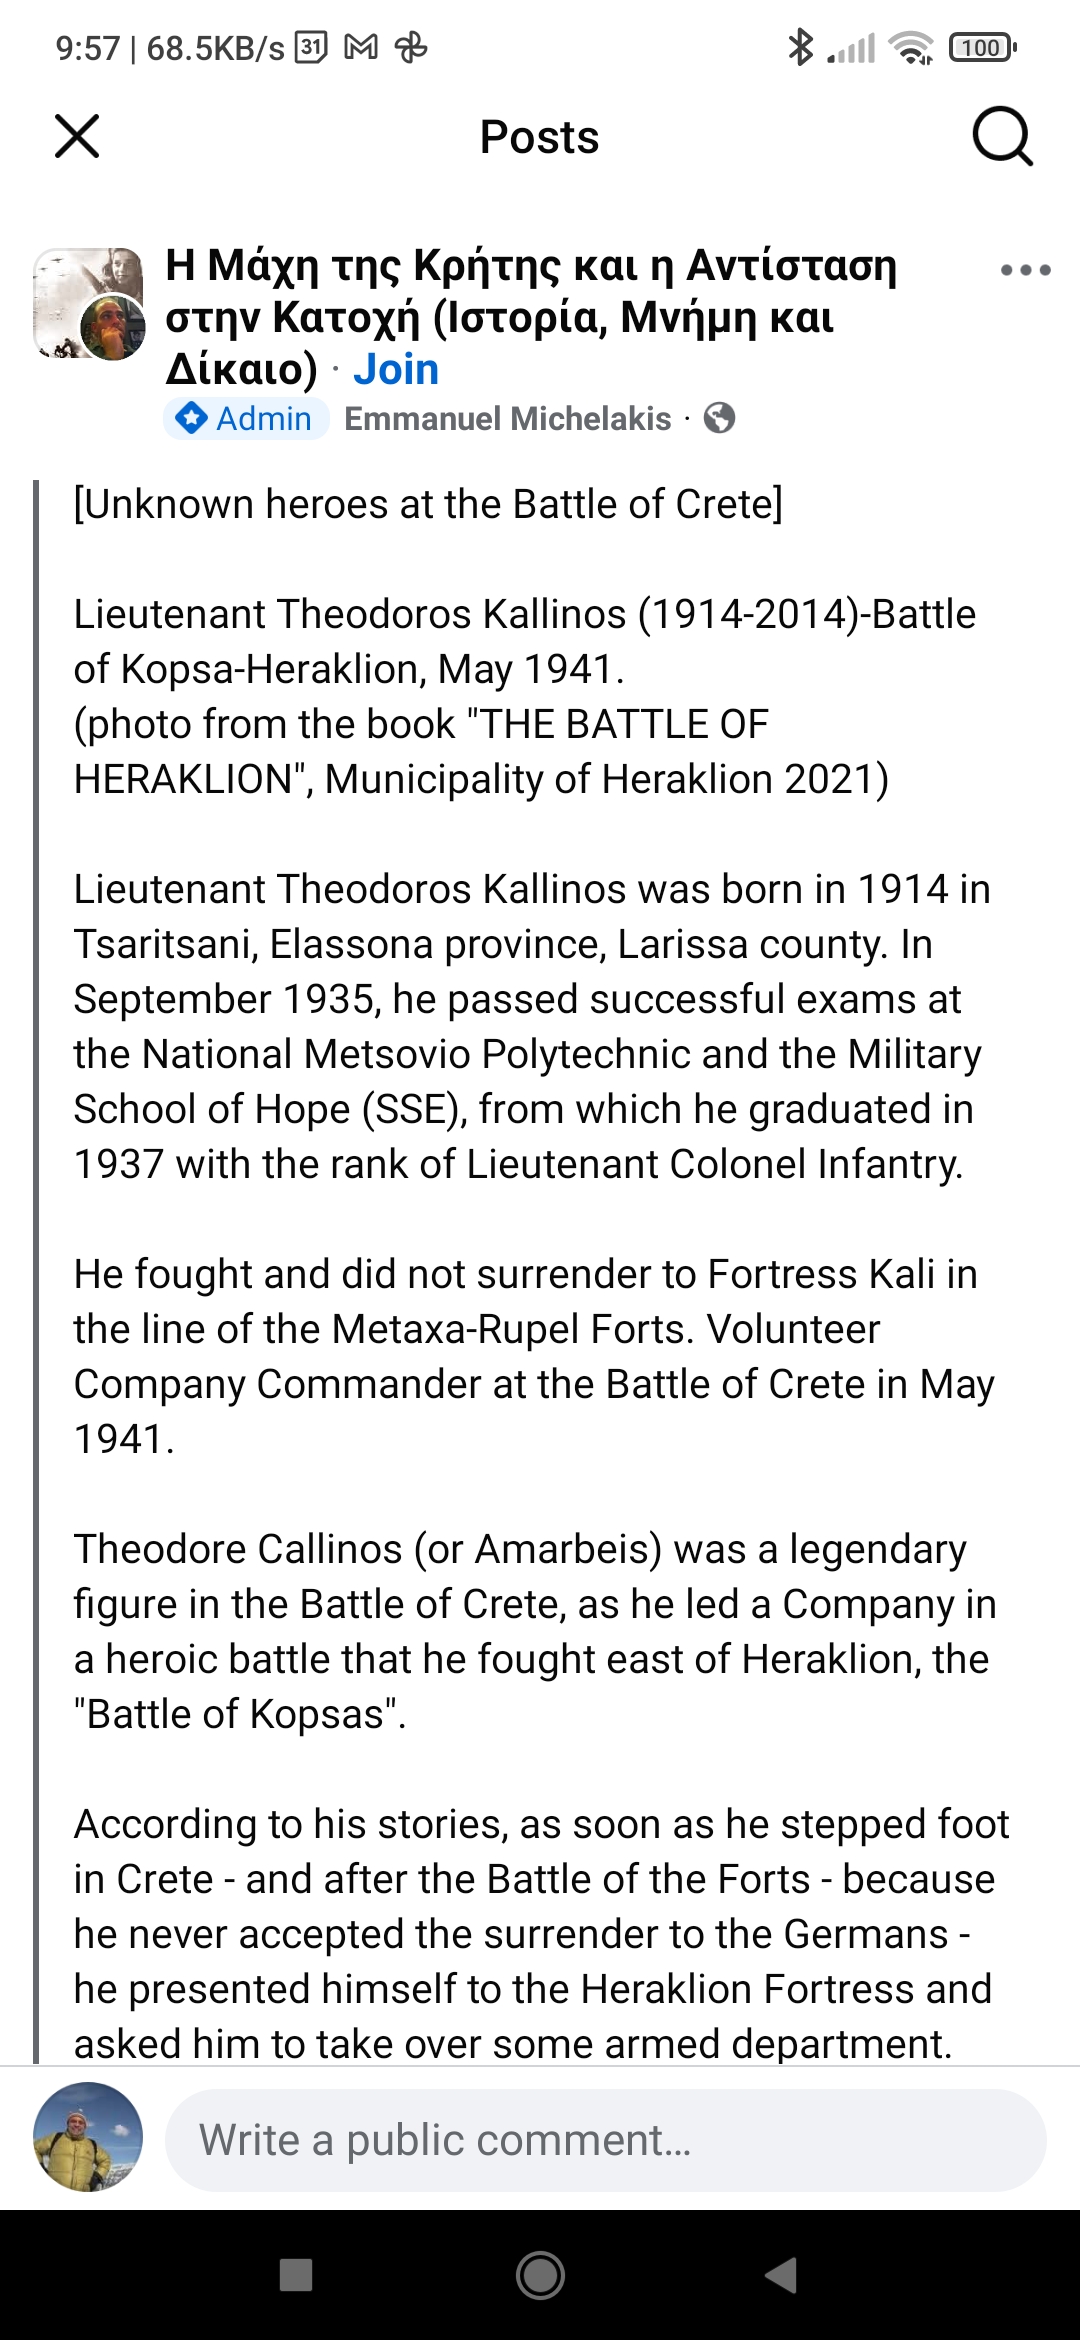 9:57 | 68.5KB/s 31 100
Posts
Η Μάχη της Κρήτης και η Αντίσταση
στην Κατοχή (Ιστορία, Μνήμη και
Δίκαιο) · Join
Admin Emmanuel Michelakis ·
[Unknown heroes at the Battle of Crete]
Lieutenant Theodoros Kallinos (1914-2014)-Battle
of Kopsa-Heraklion, May 1941.
(photo from the book "THE BATTLE OF
HERAKLION", Municipality of Heraklion 2021)
Lieutenant Theodoros Kallinos was born in 1914 in
Tsaritsani, Elassona province, Larissa county. In
September 1935, he passed successful exams at
the National Metsovio Polytechnic and the Military
School of Hope (SSE), from which he graduated in
1937 with the rank of Lieutenant Colonel Infantry.
He fought and did not surrender to Fortress Kali in
the line of the Metaxa-Rupel Forts. Volunteer
Company Commander at the Battle of Crete in May
1941.
Theodore Callinos (or Amarbeis) was a legendary
figure in the Battle of Crete, as he led a Company in
a heroic battle that he fought east of Heraklion, the
"Battle of Kopsas".
According to his stories, as soon as he stepped foot
in Crete - and after the Battle of the Forts - because
he never accepted the surrender to the Germans -
he presented himself to the Heraklion Fortress and
asked him to take over some armed department.
Write a public comment…